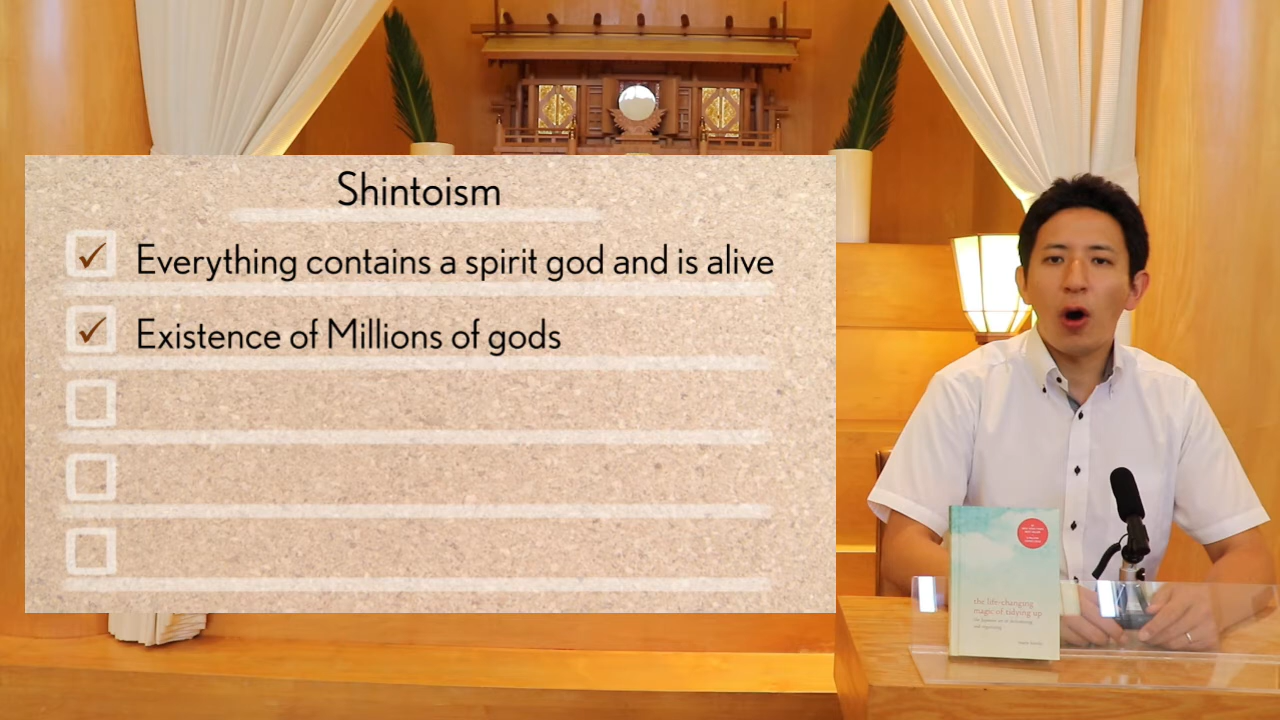 Shintoism
Everything contains a spirit god and is alive
Existence of Millions of gods
the life-changing
magic of tidying up